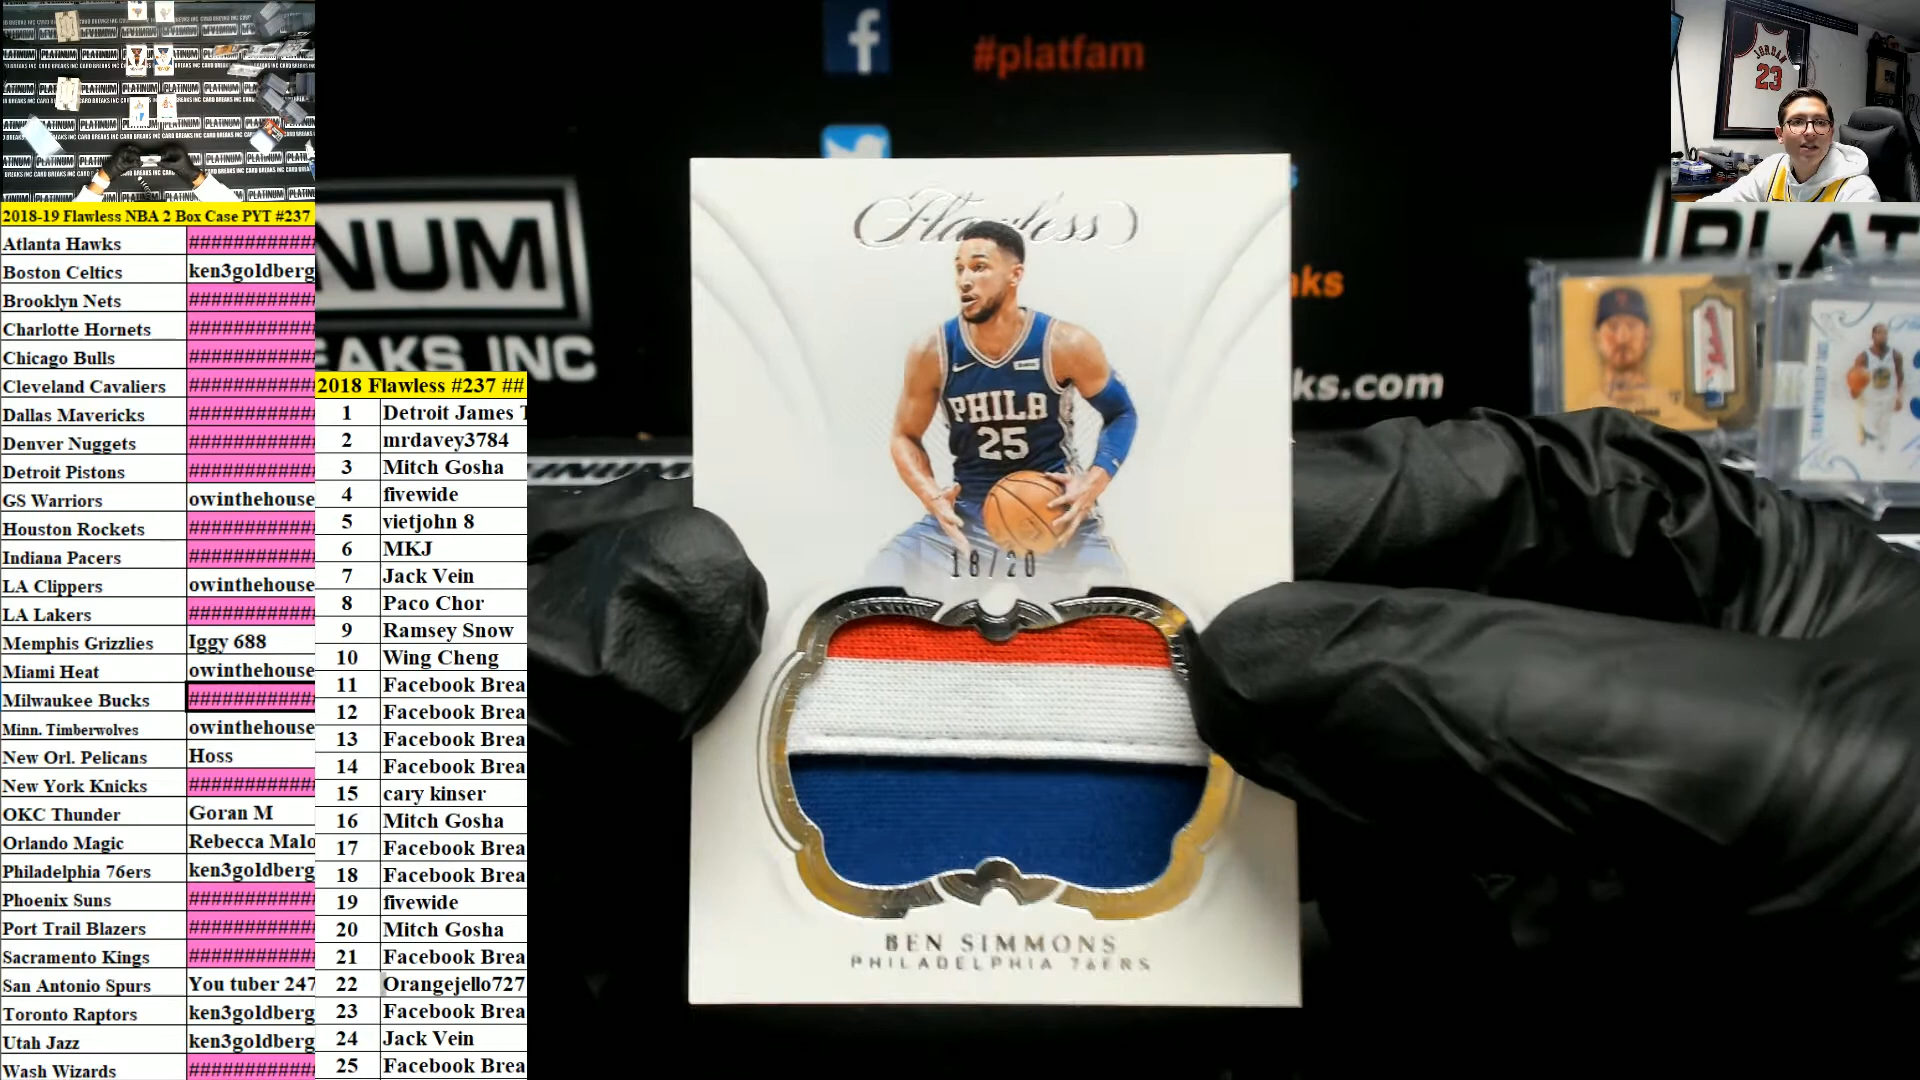 2018-19 Flawless NBA 2 Box Case PYT #237
Atlanta Hawks ############
Boston Celtics ken3goldberg
Brooklyn Nets ############
Charlotte Hornets ############
Chicago Bulls ############
Cleveland Cavaliers ############
Dallas Mavericks ############
Denver Nuggets ############
Detroit Pistons ############
GS Warriors owinthehouse
Houston Rockets ############
Indiana Pacers ############
LA Clippers owinthehouse
LA Lakers ############
Memphis Grizzlies Iggy 688
Miami Heat owinthehouse
Milwaukee Bucks ############
Minn. Timberwolves owinthehouse
New Orl. Pelicans Hoss
New York Knicks ############
OKC Thunder Goran M
Orlando Magic Rebecca Malo
Philadelphia 76ers ken3goldberg
Phoenix Suns ############
Port Trail Blazers ############
Sacramento Kings ############
San Antonio Spurs You tuber 247
Toronto Raptors ken3goldberg
Utah Jazz ken3goldberg
Wash Wizards ############
2018 Flawless #237 ##
1 Detroit James T
2 mrdavey3784
3 Mitch Gosha
4 fivewide
5 vietjohn 8
6 MKJ
7 Jack Vein
8 Paco Chor
9 Ramsey Snow
10 Wing Cheng
11 Facebook Brea
12 Facebook Brea
13 Facebook Brea
14 Facebook Brea
15 cary kinser
16 Mitch Gosha
17 Facebook Brea
18 Facebook Brea
19 fivewide
20 Mitch Gosha
21 Facebook Brea
22 Orangejello727
23 Facebook Brea
24 Jack Vein
25 Facebook Brea
#platfam
NUM
EAKS INC
aks
ks.com
PLAT
Flawless
PHILA
25
18/20
BEN SIMMONS
PHILADELPHIA 76ERS
JORDAN
23
PLATINUM
CARD BREAKS INC